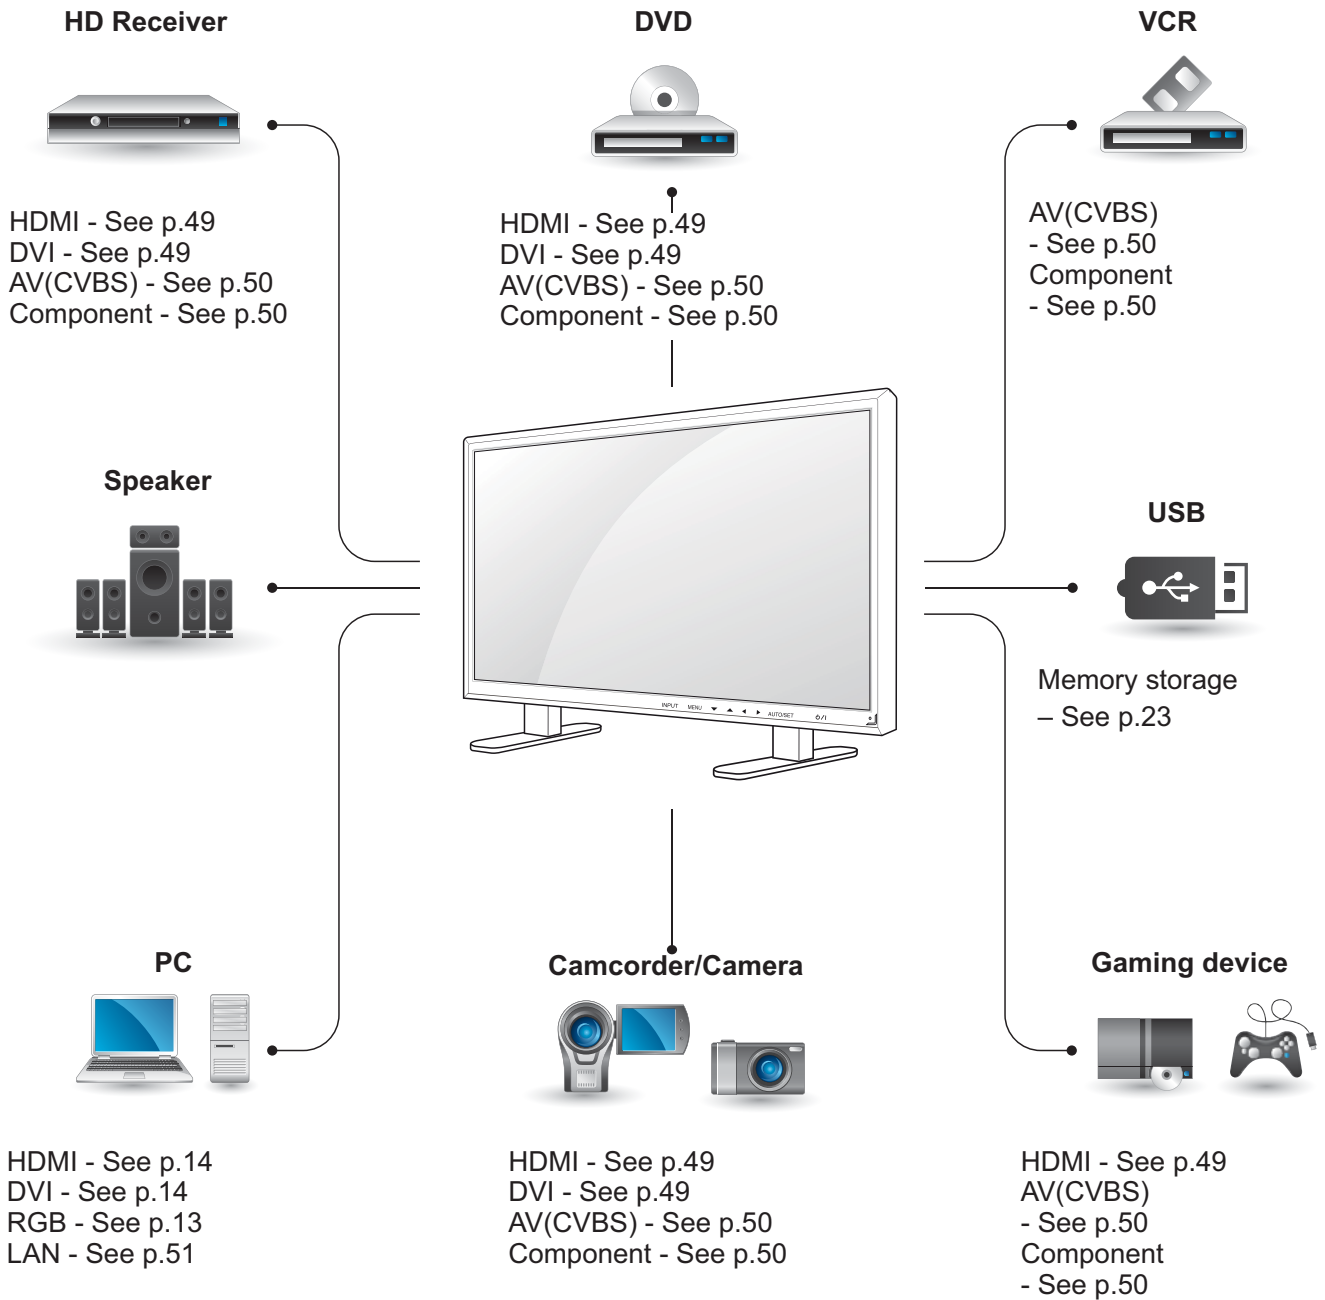 HD Receiver
HDMI - See p.49
DVI - See p.49
AV(CVBS) - See p.50
Component - See p.50
DVD
HDMI - See p.49
DVI - See p.49
AV(CVBS) - See p.50
Component - See p.50
VCR
AV(CVBS)
- See p.50
Component
- See p.50
Speaker
USB
Memory storage
– See p.23
INPUT MENU AUTO/SET
PC
HDMI - See p.14
DVI - See p.14
RGB - See p.13
LAN - See p.51
Camcorder/Camera
HDMI - See p.49
DVI - See p.49
AV(CVBS) - See p.50
Component - See p.50
Gaming device
HDMI - See p.49
AV(CVBS)
- See p.50
Component
- See p.50